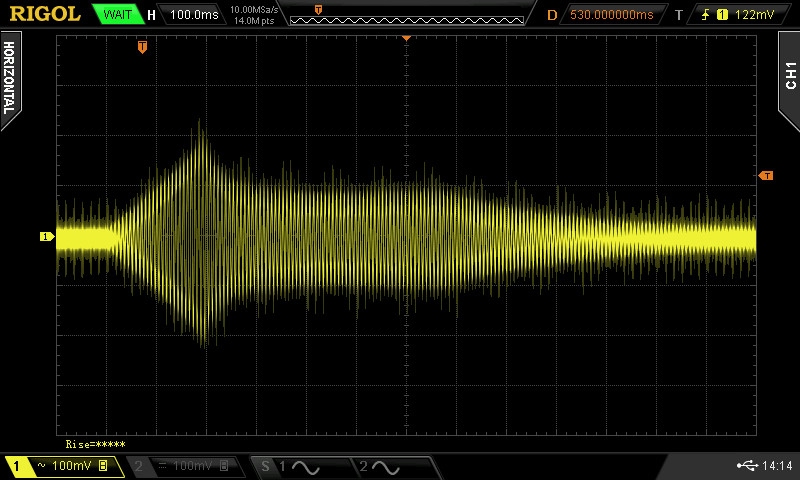 RIGOL WAIT H 100.0ms 10.00MSa/s 14.0M pts T D 530.000000ms T 1 122mV
T
HORIZONTAL
CH1
T
1
Rise=*****
1 ~ 100mV B 2 = 100mV B S 1 2 14:14